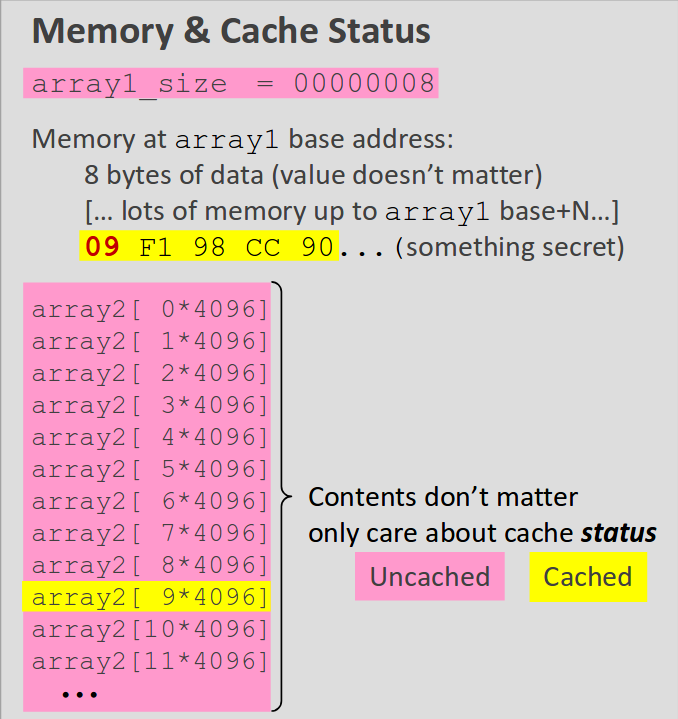 Memory & Cache Status
array1_size = 00000008
Memory at array1 base address:
8 bytes of data (value doesn’t matter)
[… lots of memory up to array1 base+N…]
09 F1 98 CC 90... (something secret)
array2[ 0*4096]
array2[ 1*4096]
array2[ 2*4096]
array2[ 3*4096]
array2[ 4*4096]
array2[ 5*4096]
array2[ 6*4096]
array2[ 7*4096]
array2[ 8*4096]
array2[ 9*4096]
array2[10*4096]
array2[11*4096]
...
Contents don’t matter
only care about cache status
Uncached
Cached